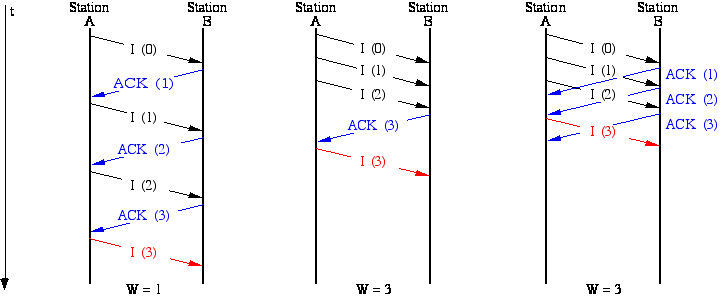 t
Station
A
Station
B
I (0)
ACK (1)
I (1)
ACK (2)
I (2)
ACK (3)
I (3)
W = 1
Station
A
Station
B
I (0)
I (1)
I (2)
ACK (3)
I (3)
W = 3
Station
A
Station
B
I (0)
I (1)
ACK (1)
I (2)
ACK (2)
I (3)
ACK (3)
W = 3